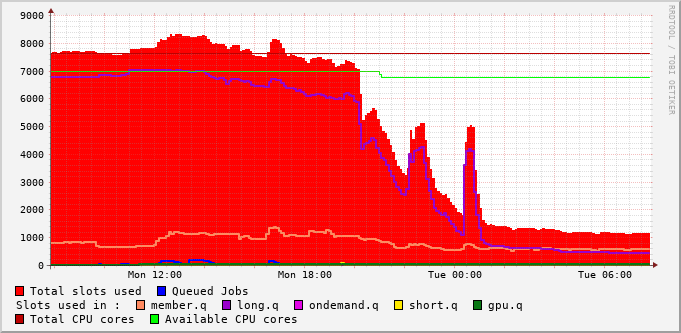 9000
8000
7000
6000
5000
4000
3000
2000
1000
0
Mon 12:00 Mon 18:00 Tue 00:00 Tue 06:00
Total slots used Queued Jobs
Slots used in : member.q long.q ondemand.q short.q gpu.q
Total CPU cores Available CPU cores
RRDTOOL / TOBI OETIKER